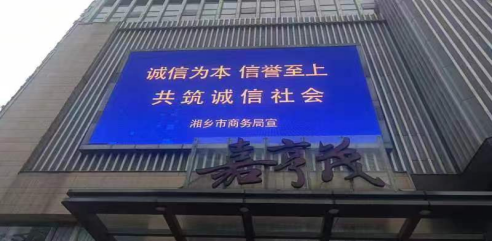 诚信为本 信誉至上
共筑诚信社会
湘乡市商务局宣
嘉亨茂